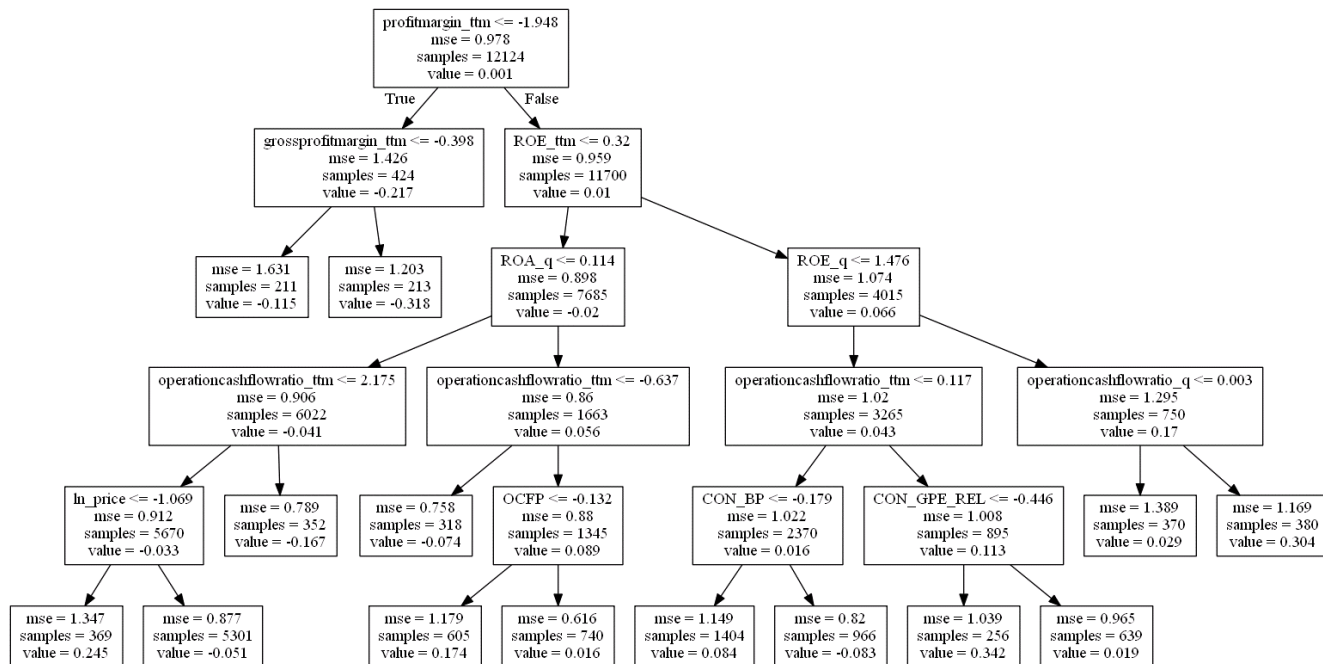 profitmargin_ttm <= -1.948
mse = 0.978
samples = 12124
value = 0.001
True
False
grossprofitmargin_ttm <= -0.398
mse = 1.426
samples = 424
value = -0.217
ROE_ttm <= 0.32
mse = 0.959
samples = 11700
value = 0.01
mse = 1.631
samples = 211
value = -0.115
mse = 1.203
samples = 213
value = -0.318
ROA_q <= 0.114
mse = 0.898
samples = 7685
value = -0.02
ROE_q <= 1.476
mse = 1.074
samples = 4015
value = 0.066
operationcashflowratio_ttm <= 2.175
mse = 0.906
samples = 6022
value = -0.041
operationcashflowratio_ttm <= -0.637
mse = 0.86
samples = 1663
value = 0.056
operationcashflowratio_ttm <= 0.117
mse = 1.02
samples = 3265
value = 0.043
operationcashflowratio_q <= 0.003
mse = 1.295
samples = 750
value = 0.17
ln_price <= -1.069
mse = 0.912
samples = 5670
value = -0.033
mse = 0.789
samples = 352
value = -0.167
mse = 0.758
samples = 318
value = -0.074
OCFP <= -0.132
mse = 0.88
samples = 1345
value = 0.089
CON_BP <= -0.179
mse = 1.022
samples = 2370
value = 0.016
CON_GPE_REL <= -0.446
mse = 1.008
samples = 895
value = 0.113
mse = 1.389
samples = 370
value = 0.029
mse = 1.169
samples = 380
value = 0.304
mse = 1.347
samples = 369
value = 0.245
mse = 0.877
samples = 5301
value = -0.051
mse = 1.179
samples = 605
value = 0.174
mse = 0.616
samples = 740
value = 0.016
mse = 1.149
samples = 1404
value = 0.084
mse = 0.82
samples = 966
value = -0.083
mse = 1.039
samples = 256
value = 0.342
mse = 0.965
samples = 639
value = 0.019